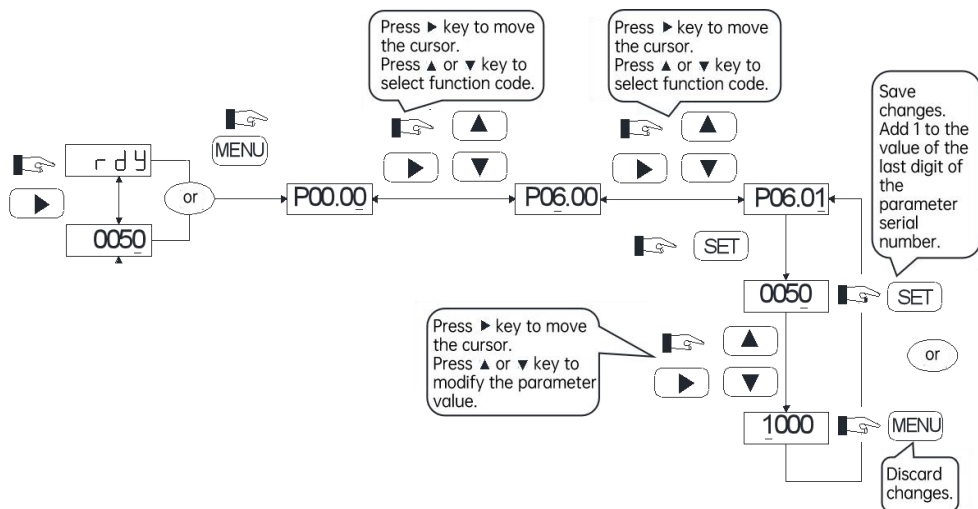 Press ▶ key to move
the cursor.
Press ▲ or ▼ key to
select function code.
Press ▶ key to move
the cursor.
Press ▲ or ▼ key to
select function code.
Save
changes.
Add 1 to the
value of the
last digit of
the
parameter
serial
number.
rdy
MENU
or
P00.00
P06.00
P06.01
0050
SET
0050
SET
Press ▶ key to move
the cursor.
Press ▲ or ▼ key to
modify the parameter
value.
or
1000
MENU
Discard
changes.